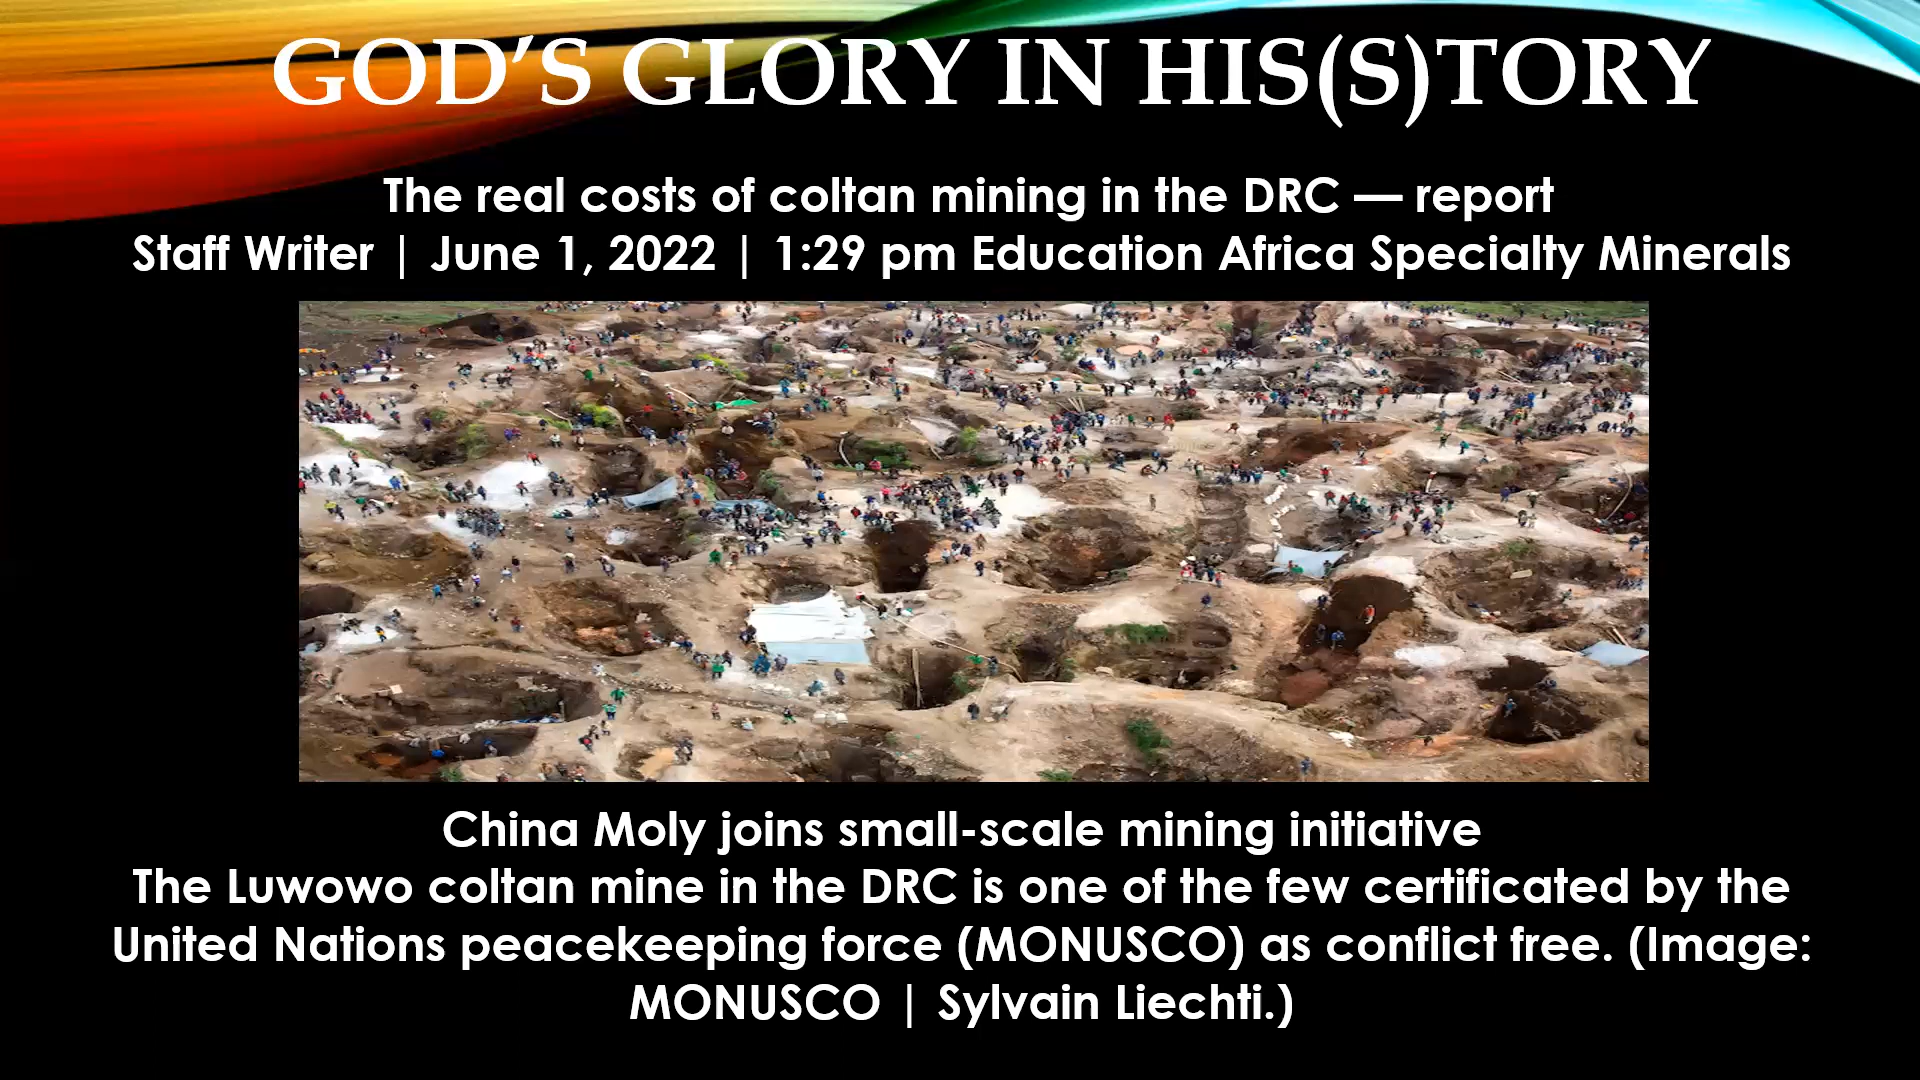 GOD’S GLORY IN HIS(S)TORY
The real costs of coltan mining in the DRC — report
Staff Writer | June 1, 2022 | 1:29 pm Education Africa Specialty Minerals
China Moly joins small-scale mining initiative
The Luwowo coltan mine in the DRC is one of the few certificated by the
United Nations peacekeeping force (MONUSCO) as conflict free. (Image:
MONUSCO | Sylvain Liechti.)